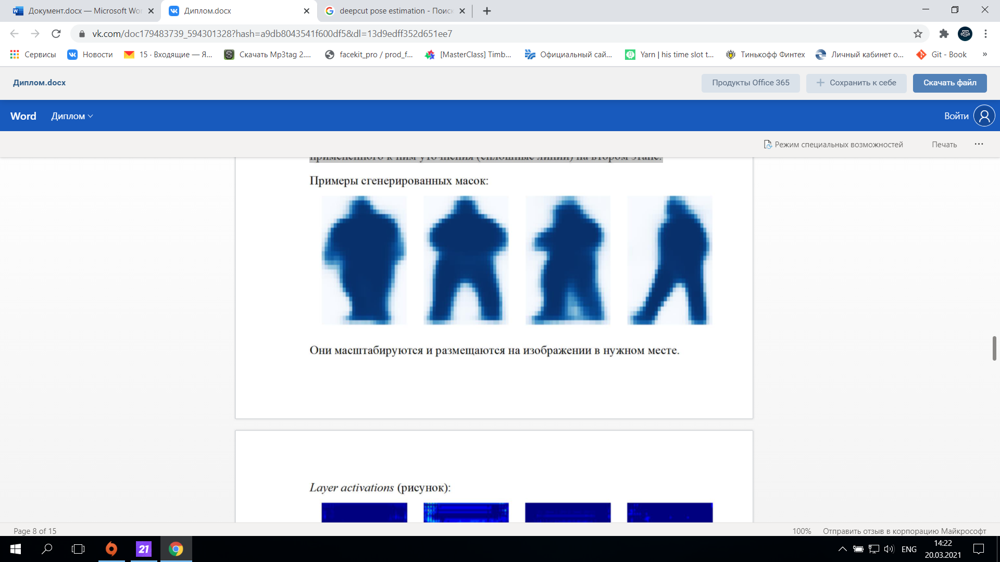 Документ.docx — Microsoft Wor
Диплом.docx
deepcut pose estimation - Поиск
vk.com/doc179483739_594301328?hash=a9db8043541f600df5&dl=13d9edff352d651ee7
Сервисы
Новости
15 · Входящие — Я...
Скачать Mp3tag 2....
facekit_pro / prod_f...
[MasterClass] Timb...
Официальный сай...
Yarn | his time slot t...
Тинькофф Финтех
Личный кабинет о...
Git - Book
»
Диплом.docx
Продукты Office 365
Сохранить к себе
Скачать файл
Word
Диплом
Войти
Режим специальных возможностей
Печать
...
примененного к ним уточнения (сплошные линии) на втором этапе.
Примеры сгенерированных масок:
Они масштабируются и размещаются на изображении в нужном месте.
Layer activations (рисунок):
Page 8 of 15
100%
Отправить отзыв в корпорацию Майкрософт
21
ENG
14:22
20.03.2021